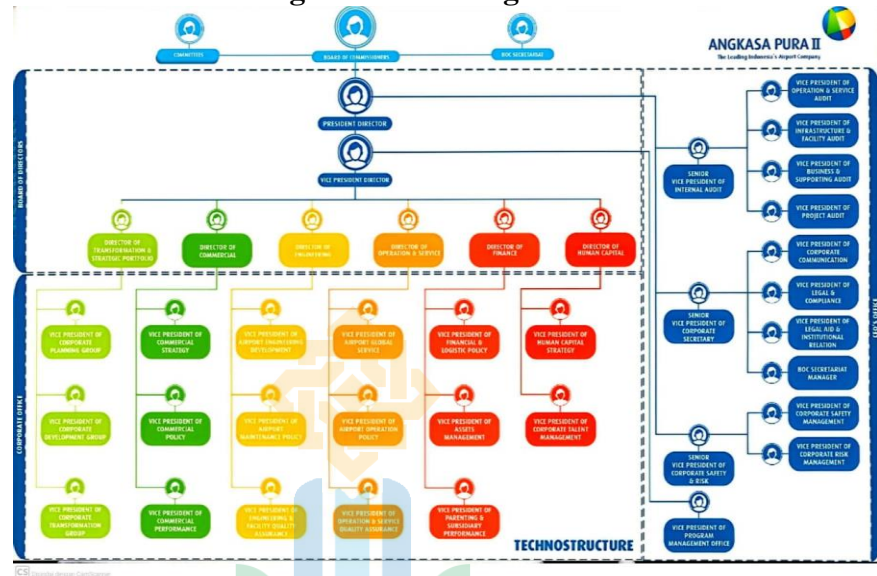 COMMITTEES
BOARD OF COMMISSIONERS
BOC SECRETARIAT
ANGKASA PURA II
The Leading Indonesia's Airport Company
BOARD OF DIRECTORS
PRESIDENT DIRECTOR
VICE PRESIDENT DIRECTOR
DIRECTOR OF
TRANSFORMATION &
STRATEGIC PORTFOLIO
DIRECTOR OF
COMMERCIAL
DIRECTOR OF
ENGINEERING
DIRECTOR OF
OPERATION & SERVICE
DIRECTOR OF
FINANCE
DIRECTOR OF
HUMAN CAPITAL
CORPORATE OFFICE
VICE PRESIDENT OF
CORPORATE
PLANNING GROUP
VICE PRESIDENT OF
COMMERCIAL
STRATEGY
VICE PRESIDENT OF
AIRPORT ENGINEERING
DEVELOPMENT
VICE PRESIDENT OF
AIRPORT GLOBAL
SERVICE
VICE PRESIDENT OF
FINANCIAL &
LOGISTIC POLICY
VICE PRESIDENT OF
HUMAN CAPITAL
STRATEGY
VICE PRESIDENT OF
CORPORATE
DEVELOPMENT GROUP
VICE PRESIDENT OF
COMMERCIAL
POLICY
VICE PRESIDENT OF
AIRPORT
MAINTENANCE POLICY
VICE PRESIDENT OF
AIRPORT OPERATION
POLICY
VICE PRESIDENT OF
ASSETS
MANAGEMENT
VICE PRESIDENT OF
CORPORATE TALENT
MANAGEMENT
VICE PRESIDENT OF
CORPORATE
TRANSFORMATION
GROUP
VICE PRESIDENT OF
COMMERCIAL
PERFORMANCE
VICE PRESIDENT OF
ENGINEERING &
FACILITY QUALITY
ASSURANCE
VICE PRESIDENT OF
OPERATION & SERVICE
QUALITY ASSURANCE
VICE PRESIDENT OF
PARENTING &
SUBSIDIARY
PERFORMANCE
TECHNOSTRUCTURE
SENIOR
VICE PRESIDENT OF
INTERNAL AUDIT
VICE PRESIDENT OF
OPERATION & SERVICE
AUDIT
VICE PRESIDENT OF
INFRASTRUCTURE &
FACILITY AUDIT
VICE PRESIDENT OF
BUSINESS &
SUPPORTING AUDIT
VICE PRESIDENT OF
PROJECT AUDIT
SENIOR
VICE PRESIDENT OF
CORPORATE
SECRETARY
VICE PRESIDENT OF
CORPORATE
COMMUNICATION
VICE PRESIDENT OF
LEGAL &
COMPLIANCE
VICE PRESIDENT OF
LEGAL AID &
INSTITUTIONAL
RELATION
BOC SECRETARIAT
MANAGER
SENIOR
VICE PRESIDENT OF
CORPORATE SAFETY
& RISK
VICE PRESIDENT OF
CORPORATE SAFETY
MANAGEMENT
VICE PRESIDENT OF
CORPORATE RISK
MANAGEMENT
VICE PRESIDENT OF
PROGRAM
MANAGEMENT OFFICE
CS